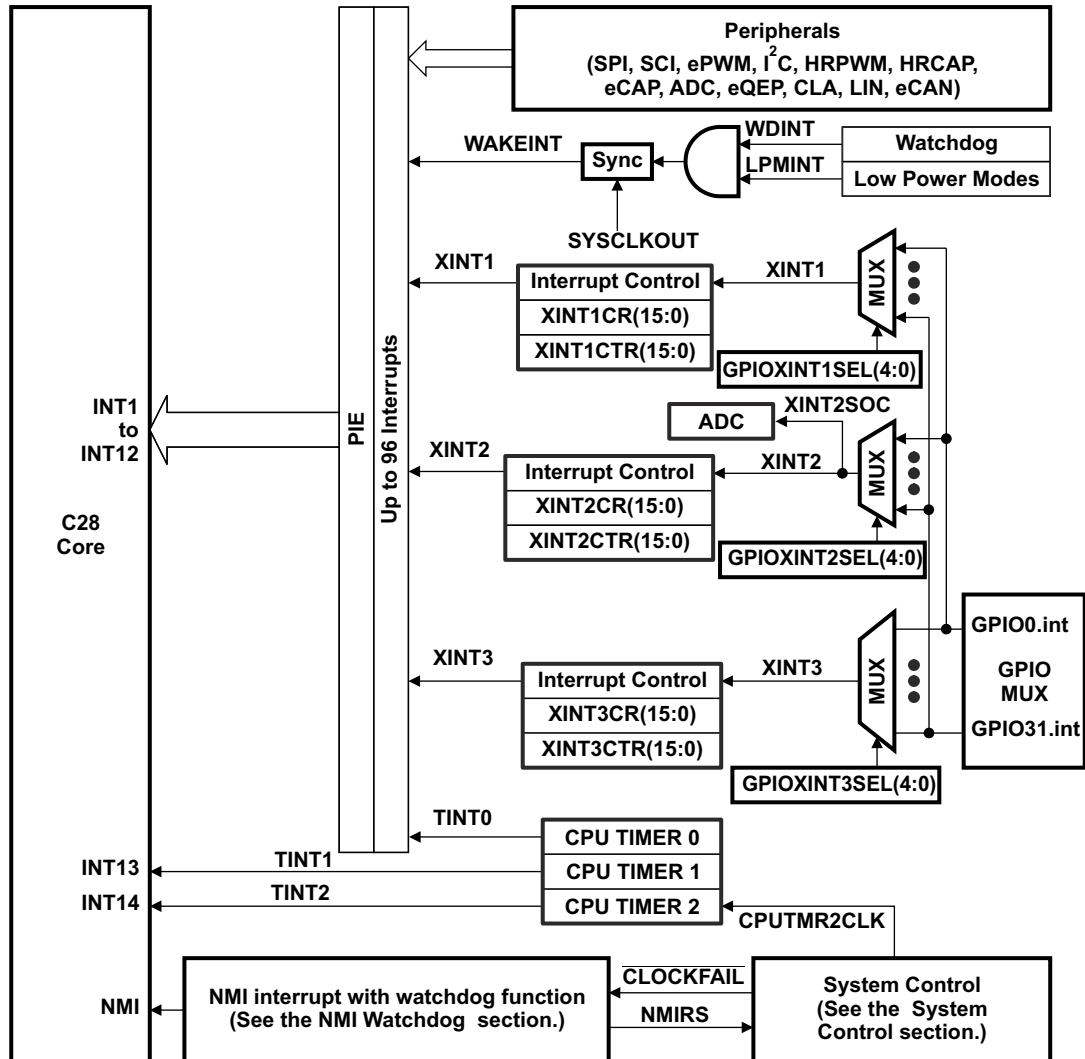 Peripherals
(SPI, SCI, ePWM, I2C, HRPWM, HRCAP,
eCAP, ADC, eQEP, CLA, LIN, eCAN)
WAKEINT
Sync
WDINT
LPMINT
Watchdog
Low Power Modes
SYSCLKOUT
XINT1
Interrupt Control
XINT1CR(15:0)
XINT1CTR(15:0)
XINT1
MUX
GPIOXINT1SEL(4:0)
INT1
to
INT12
PIE
Up to 96 Interrupts
ADC
XINT2SOC
XINT2
Interrupt Control
XINT2CR(15:0)
XINT2CTR(15:0)
XINT2
MUX
GPIOXINT2SEL(4:0)
C28
Core
XINT3
Interrupt Control
XINT3CR(15:0)
XINT3CTR(15:0)
XINT3
MUX
GPIOXINT3SEL(4:0)
GPIO0.int
GPIO
MUX
GPIO31.int
TINT0
CPU TIMER 0
INT13
TINT1
CPU TIMER 1
INT14
TINT2
CPU TIMER 2
CPUTMR2CLK
NMI
NMI interrupt with watchdog function
(See the NMI Watchdog section.)
CLOCKFAIL
NMIRS
System Control
(See the System
Control section.)